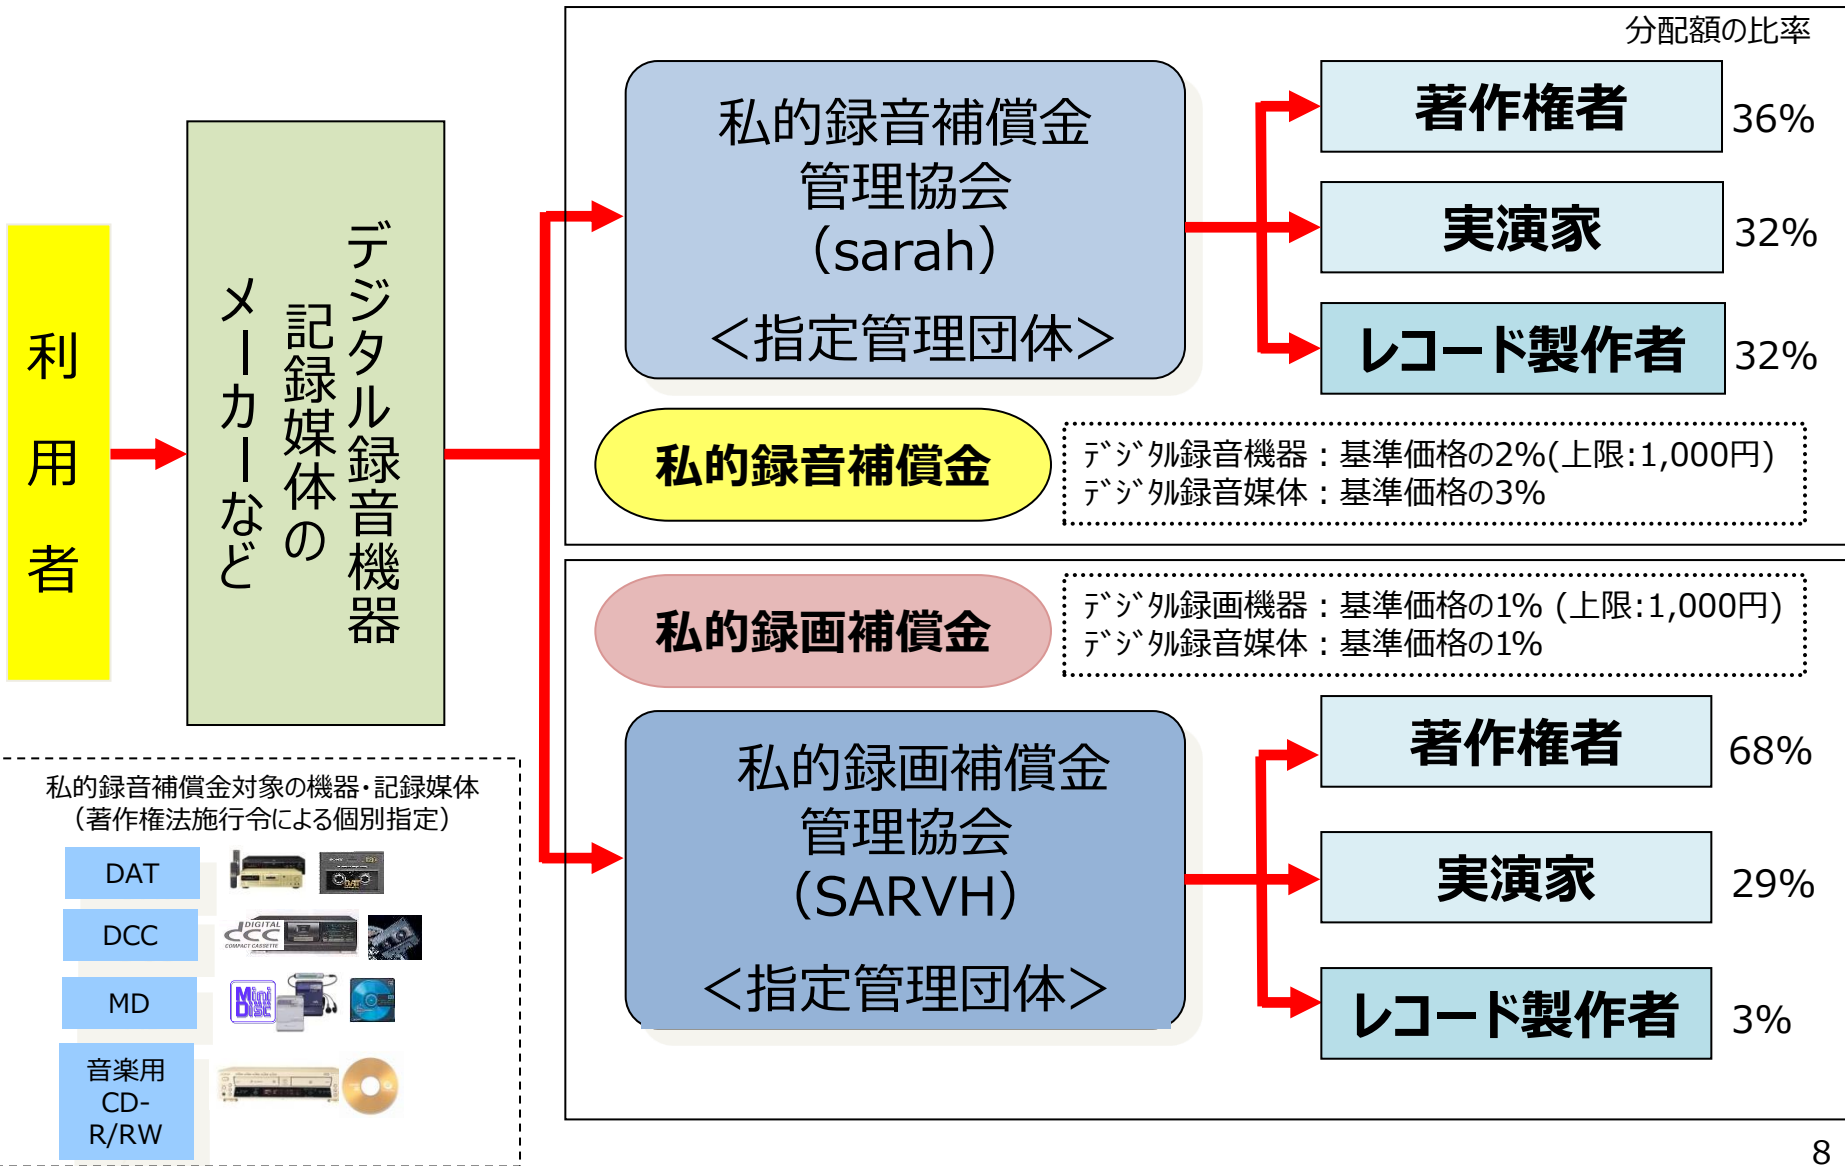 分配額の比率
利用者
デジタル録音機器
記録媒体の
メーカーなど
私的録音補償金
管理協会
（sarah）
＜指定管理団体＞
著作権者
36%
実演家
32%
レコード製作者
32%
私的録音補償金
ﾃﾞｼﾞﾀﾙ録音機器：基準価格の2%(上限:1,000円)
ﾃﾞｼﾞﾀﾙ録音媒体：基準価格の3%
私的録画補償金
ﾃﾞｼﾞﾀﾙ録画機器：基準価格の1% (上限:1,000円)
ﾃﾞｼﾞﾀﾙ録音媒体：基準価格の1%
私的録画補償金
管理協会
（SARVH）
＜指定管理団体＞
著作権者
68%
実演家
29%
レコード製作者
3%
私的録音補償金対象の機器・記録媒体
（著作権法施行令による個別指定）
DAT
DCC
DIGITAL
dcc
COMPACT CASSETTE
MD
Mini
Disc
音楽用
CD-
R/RW
8